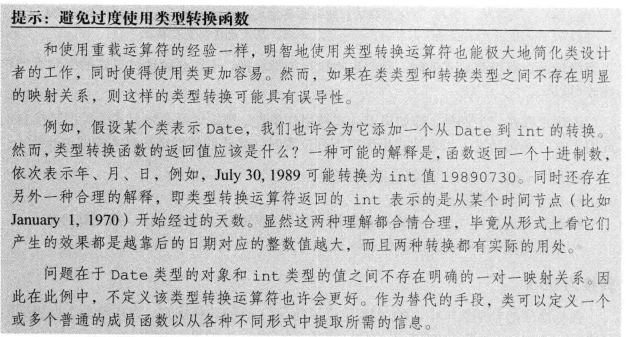 提示：避免过度使用类型转换函数
和使用重载运算符的经验一样，明智地使用类型转换运算符也能极大地简化类设计
者的工作，同时使得使用类更加容易。然而，如果在类类型和转换类型之间不存在明显
的映射关系，则这样的类型转换可能具有误导性。
例如，假设某个类表示 Date，我们也许会为它添加一个从 Date 到 int 的转换。
然而，类型转换函数的返回值应该是什么？一种可能的解释是，函数返回一个十进制数，
依次表示年、月、日，例如，July 30, 1989 可能转换为 int 值 19890730。同时还存在
另外一种合理的解释，即类型转换运算符返回的 int 表示的是从某个时间节点（比如
January 1, 1970）开始经过的天数。显然这两种理解都合情合理，毕竟从形式上看它们
产生的效果都是越靠后的日期对应的整数值越大，而且两种转换都有实际的用处。
问题在于 Date 类型的对象和 int 类型的值之间不存在明确的一对一映射关系。因
此在此例中，不定义该类型转换运算符也许会更好。作为替代的手段，类可以定义一个
或多个普通的成员函数以从各种不同形式中提取所需的信息。